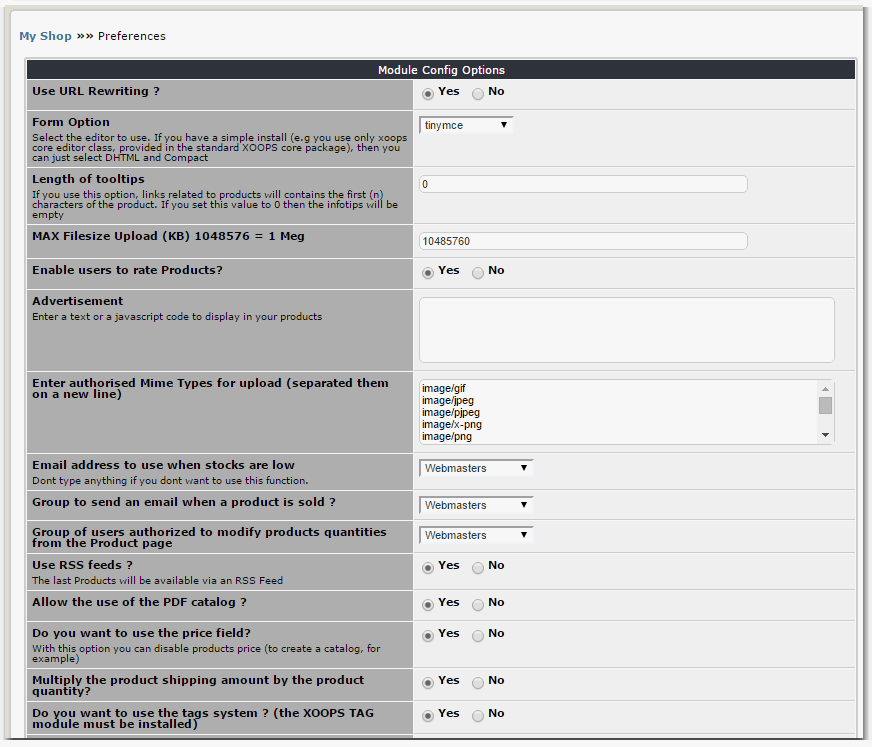 My Shop »» Preferences
Module Config Options
Use URL Rewriting ?
Yes No
Form Option
Select the editor to use. If you have a simple install (e.g you use only xoops
core editor class, provided in the standard XOOPS core package), then you
can just select DHTML and Compact
tinymce
Length of tooltips
If you use this option, links related to products will contains the first (n)
characters of the product. If you set this value to 0 then the infotips will be
empty
0
MAX Filesize Upload (KB) 1048576 = 1 Meg
10485760
Enable users to rate Products?
Yes No
Advertisement
Enter a text or a javascript code to display in your products
Enter authorised Mime Types for upload (separated them
on a new line)
image/gif
image/jpeg
image/pjpeg
image/x-png
image/png
Email address to use when stocks are low
Dont type anything if you dont want to use this function.
Webmasters
Group to send an email when a product is sold ?
Webmasters
Group of users authorized to modify products quantities
from the Product page
Webmasters
Use RSS feeds ?
The last Products will be available via an RSS Feed
Yes No
Allow the use of the PDF catalog ?
Yes No
Do you want to use the price field?
With this option you can disable products price (to create a catalog, for
example)
Yes No
Multiply the product shipping amount by the product
quantity?
Yes No
Do you want to use the tags system ? (the XOOPS TAG
module must be installed)
Yes No